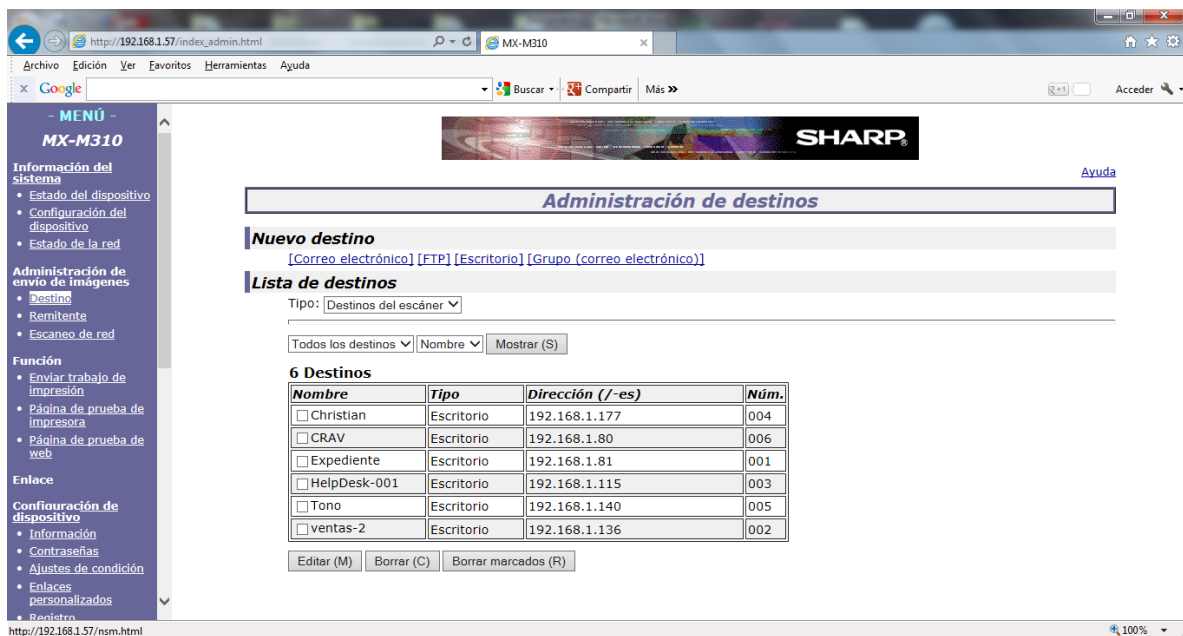 http://192.168.1.57/index_admin.html
MX-M310
Archivo Edición Ver Favoritos Herramientas Ayuda
x Google Buscar Compartir Más » Acceder
- MENÚ -
MX-M310
Información del
sistema
• Estado del dispositivo
• Configuración del
dispositivo
• Estado de la red
Administración de
envío de imágenes
• Destino
• Remitente
• Escaneo de red
Función
• Enviar trabajo de
impresión
• Página de prueba de
impresora
• Página de prueba de
web
Enlace
Configuración de
dispositivo
• Información
• Contraseñas
• Ajustes de condición
• Enlaces
personalizados
• Registro
SHARP®
Ayuda
Administración de destinos
Nuevo destino
[Correo electrónico] [FTP] [Escritorio] [Grupo (correo electrónico)]
Lista de destinos
Tipo: Destinos del escáner
Todos los destinos Nombre Mostrar (S)
6 Destinos
Nombre Tipo Dirección (/-es) Núm.
Christian Escritorio 192.168.1.177 004
CRAV Escritorio 192.168.1.80 006
Expediente Escritorio 192.168.1.81 001
HelpDesk-001 Escritorio 192.168.1.115 003
Tono Escritorio 192.168.1.140 005
ventas-2 Escritorio 192.168.1.136 002
Editar (M) Borrar (C) Borrar marcados (R)
http://192.168.1.57/nsm.html
100%